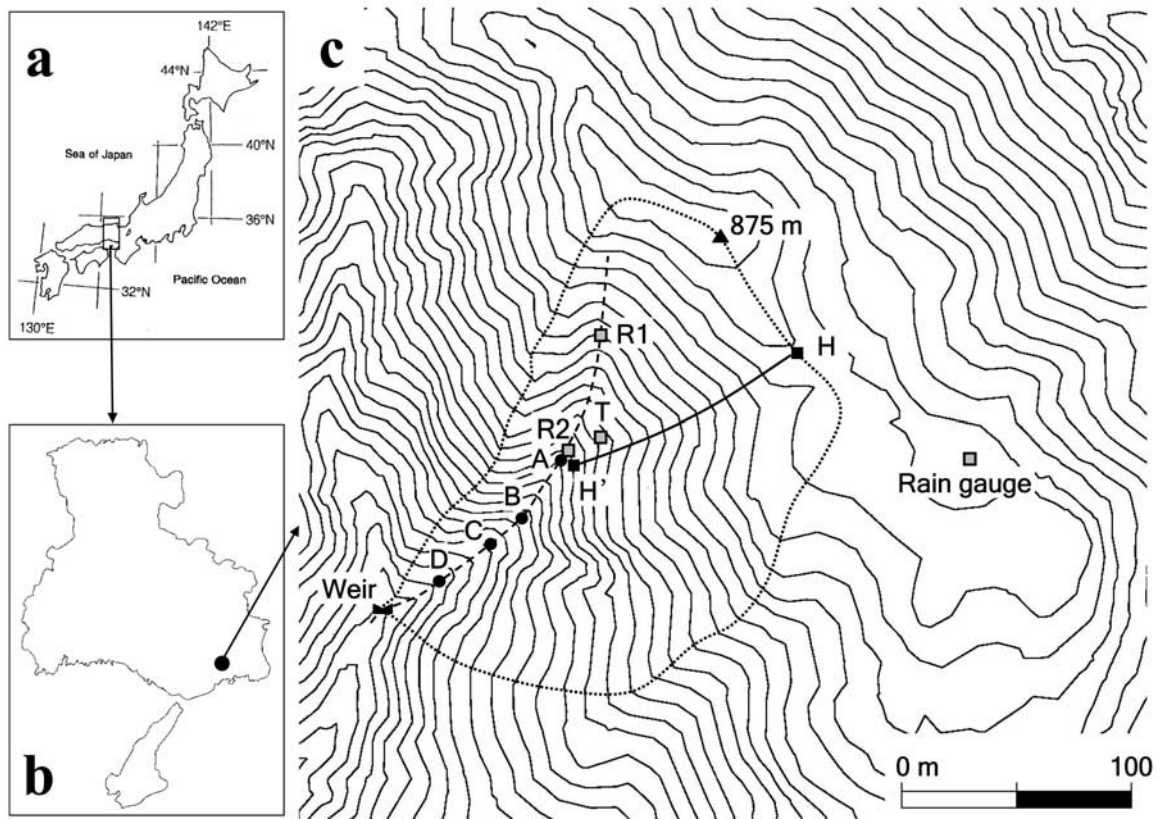 a
142°E
44°N
Sea of Japan
40°N
36°N
Pacific Ocean
32°N
130°E
b
c
875 m
R1
H
T
R2
A
H'
Rain gauge
B
C
D
Weir
0 m
100